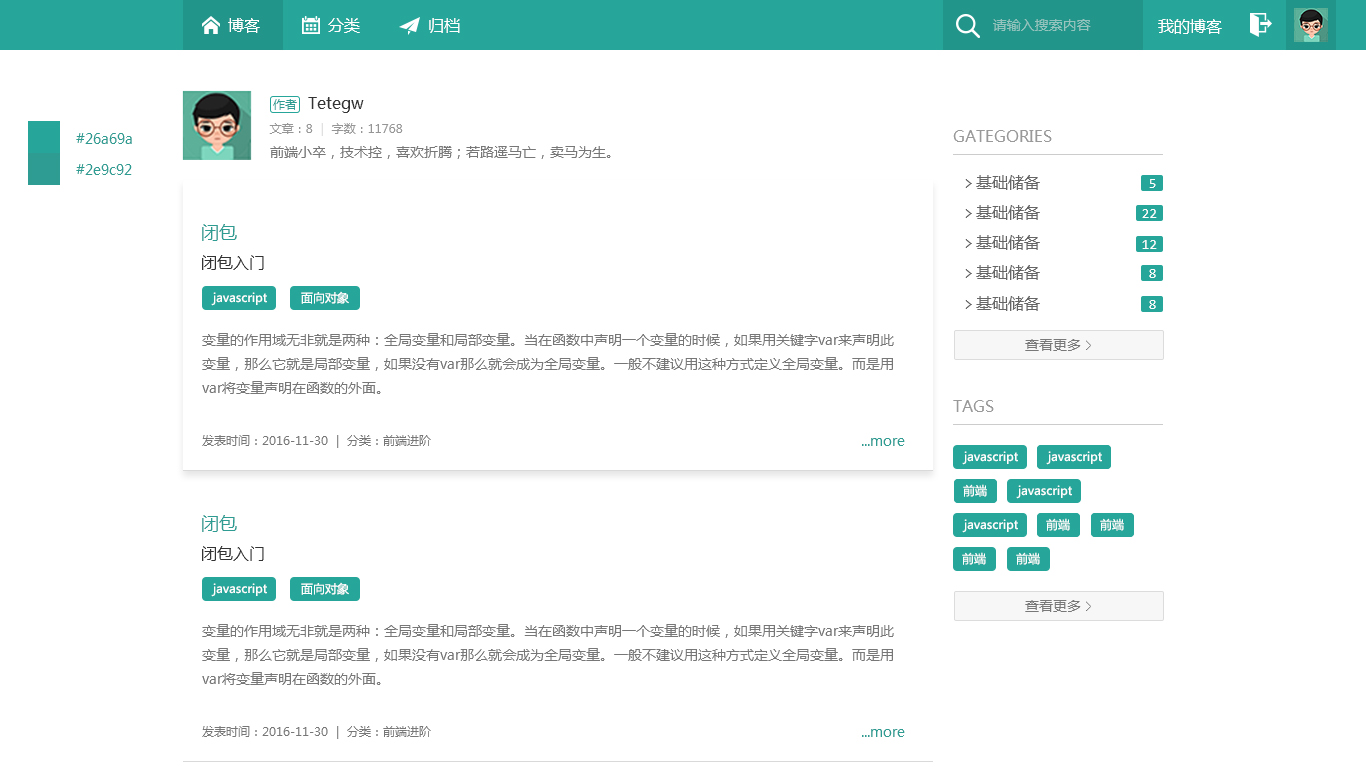 博客 分类 归档 请输入搜索内容 我的博客
作者 Tetegw
文章：8 | 字数：11768
前端小卒，技术控，喜欢折腾；若路遥马亡，卖马为生。
#26a69a
#2e9c92
闭包
闭包入门
javascript 面向对象
变量的作用域无非就是两种：全局变量和局部变量。当在函数中声明一个变量的时候，如果用关键字var来声明此
变量，那么它就是局部变量，如果没有var那么就会成为全局变量。一般不建议用这种方式定义全局变量。而是用
var将变量声明在函数的外面。
发表时间：2016-11-30 | 分类：前端进阶 ...more
闭包
闭包入门
javascript 面向对象
变量的作用域无非就是两种：全局变量和局部变量。当在函数中声明一个变量的时候，如果用关键字var来声明此
变量，那么它就是局部变量，如果没有var那么就会成为全局变量。一般不建议用这种方式定义全局变量。而是用
var将变量声明在函数的外面。
发表时间：2016-11-30 | 分类：前端进阶 ...more
GATEGORIES
> 基础储备 5
> 基础储备 22
> 基础储备 12
> 基础储备 8
> 基础储备 8
查看更多 >
TAGS
javascript javascript
前端 javascript
javascript 前端 前端
前端 前端
查看更多 >